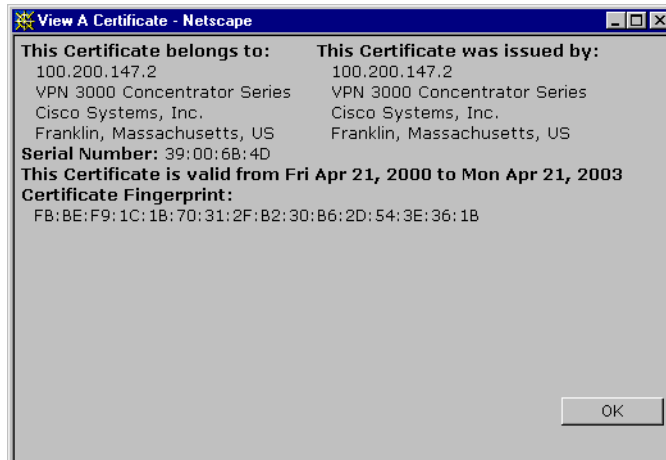 View A Certificate - Netscape
This Certificate belongs to:
100.200.147.2
VPN 3000 Concentrator Series
Cisco Systems, Inc.
Franklin, Massachusetts, US
This Certificate was issued by:
100.200.147.2
VPN 3000 Concentrator Series
Cisco Systems, Inc.
Franklin, Massachusetts, US
Serial Number: 39:00:6B:4D
This Certificate is valid from Fri Apr 21, 2000 to Mon Apr 21, 2003
Certificate Fingerprint:
FB:BE:F9:1C:1B:70:31:2F:B2:30:B6:2D:54:3E:36:1B
OK